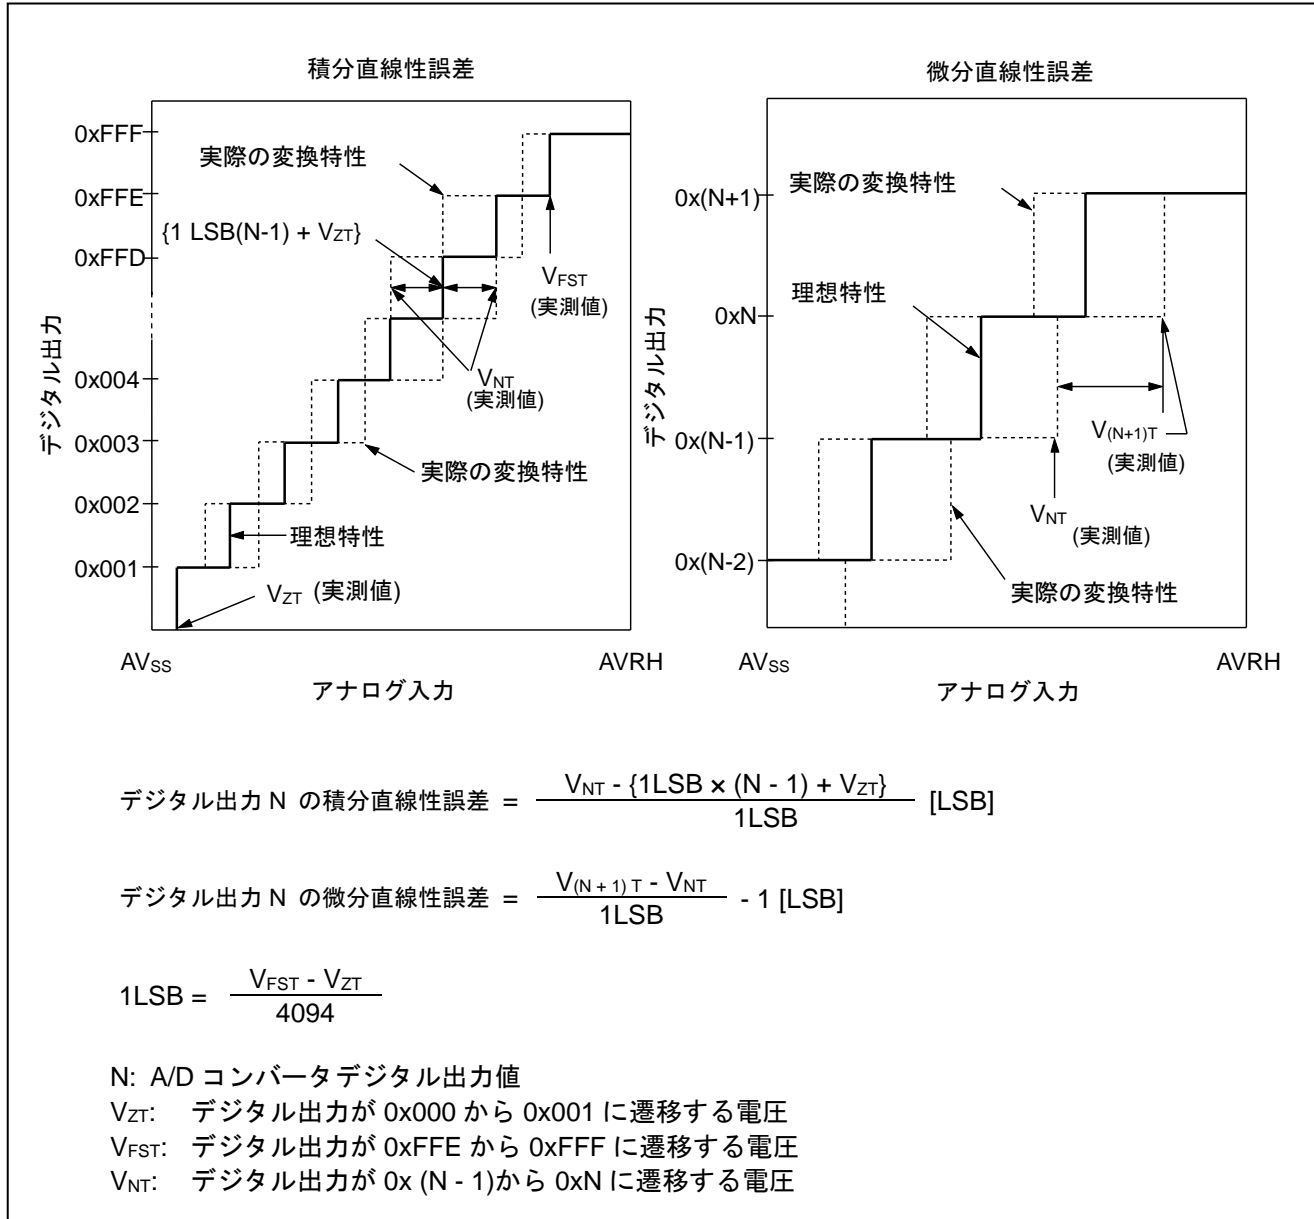 積分直線性誤差
0xFFF
0xFFE
0xFFD
0x004
0x003
0x002
0x001
デジタル出力
実際の変換特性
{1 LSB(N-1) + VZT}
VFST
(実測値)
VNT
(実測値)
実際の変換特性
理想特性
VZT (実測値)
AVSS
AVRH
アナログ入力
微分直線性誤差
0x(N+1)
0xN
0x(N-1)
0x(N-2)
デジタル出力
実際の変換特性
理想特性
V(N+1)T
(実測値)
VNT
(実測値)
実際の変換特性
AVSS
AVRH
アナログ入力
デジタル出力 N の積分直線性誤差 = VNT - {1LSB × (N - 1) + VZT} / 1LSB [LSB]
デジタル出力 N の微分直線性誤差 = V(N + 1) T - VNT / 1LSB - 1 [LSB]
1LSB = VFST - VZT / 4094
N: A/D コンバータデジタル出力値
VZT: デジタル出力が 0x000 から 0x001 に遷移する電圧
VFST: デジタル出力が 0xFFE から 0xFFF に遷移する電圧
VNT: デジタル出力が 0x (N - 1)から 0xN に遷移する電圧